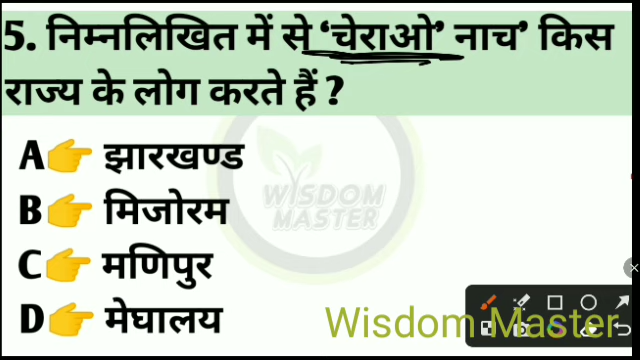 5. निम्नलिखित में से ‘चेराओ’ नाच’ किस
राज्य के लोग करते हैं ?
A👉 झारखण्ड
B👉 मिजोरम
C👉 मणिपुर
D👉 मेघालय
WISDOM
MASTER
Wisdom Master